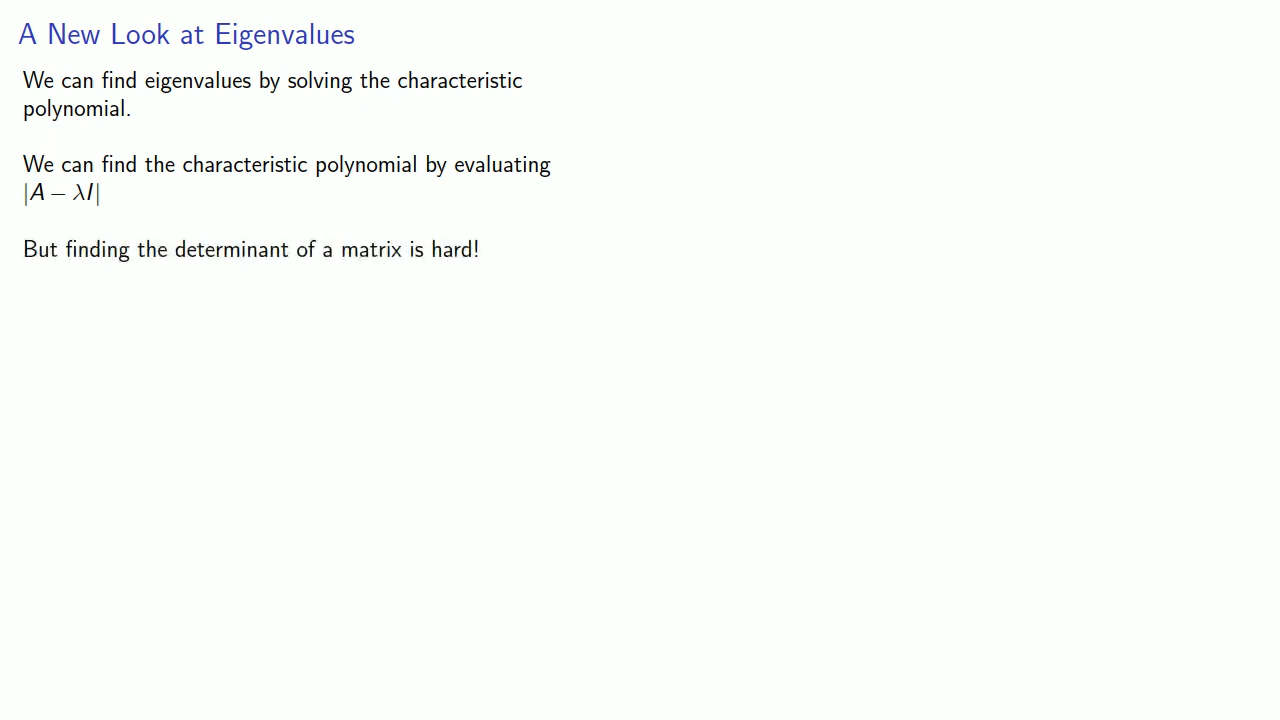 A New Look at Eigenvalues
We can find eigenvalues by solving the characteristic
polynomial.
We can find the characteristic polynomial by evaluating
|A − λI|
But finding the determinant of a matrix is hard!